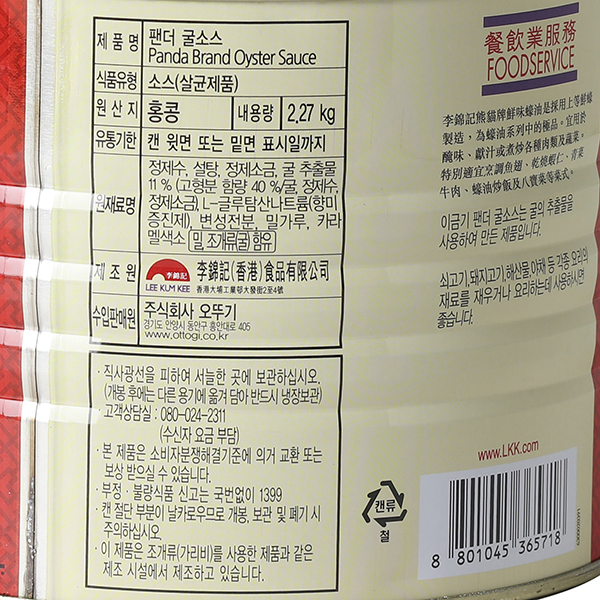 제 품 명 팬더 굴소스
Panda Brand Oyster Sauce
식품유형 소스(살균제품)
원 산 지 홍콩 내용량 2,27 kg
유통기한 캔 윗면 또는 밑면 표시일까지
원재료명 정제수, 설탕, 정제소금, 굴 추출물
11 % (고형분 함량 40 %/굴, 정제수,
정제소금), L-글루탐산나트륨(향미
증진제), 변성전분, 밀가루, 카라
멜색소 밀, 조개류(굴) 함유
제 조 원 李錦記 LEE KUM KEE 李錦記(香港)食品有限公司
香港大埔工業邨大發街2至4號
수입판매원 주식회사 오뚜기
경기도 안양시 동안구 흥안대로 405
www.ottogi.co.kr
· 직사광선을 피하여 서늘한 곳에 보관하십시오.
(개봉 후에는 다른 용기에 옮겨 담아 반드시 냉장보관)
· 고객상담실 : 080-024-2311
(수신자 요금 부담)
· 본 제품은 소비자분쟁해결기준에 의거 교환 또는
보상 받으실 수 있습니다.
· 부정 · 불량식품 신고는 국번없이 1399
· 캔 절단 부분이 날카로우므로 개봉, 보관 및 폐기 시
주의하십시오.
· 이 제품은 조개류(가리비)를 사용한 제품과 같은
제조 시설에서 제조하고 있습니다.
餐飲業服務
FOODSERVICE
李錦記熊貓牌鮮味蠔油是採用上等鮮蠔
製造，為蠔油系列中的極品。宜用於
醃味、獻汁或煮炒各種肉類及蔬菜。
特別適宜烹調魚翅、乾燒蝦仁、青菜
牛肉、蠔油炒飯及八寶菜等菜式。
이금기 팬더 굴소스는 굴의 추출물을
사용하여 만든 제품입니다.
쇠고기, 돼지고기, 해산물, 야채 등 각종 요리의
재료를 재우거나 요리하는데 사용하시면
좋습니다.
www.LKK.com
캔류
철
8 801045 365718